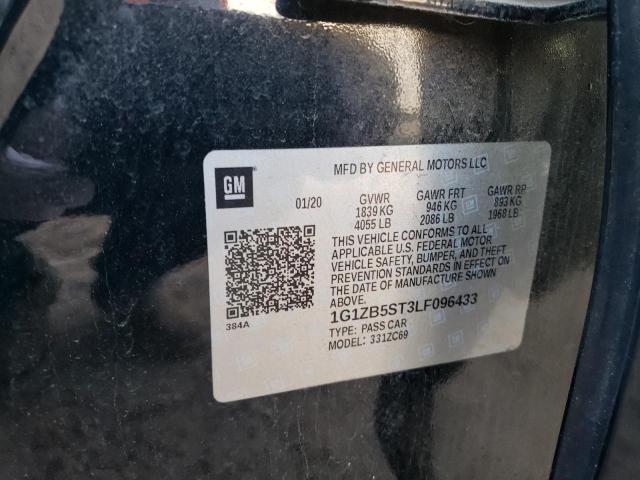 GM
MFD BY GENERAL MOTORS LLC
01/20 GVWR GAWR FRT GAWR RR
1839 KG 946 KG 893 KG
4055 LB 2086 LB 1968 LB
THIS VEHICLE CONFORMS TO ALL
APPLICABLE U.S. FEDERAL MOTOR
VEHICLE SAFETY, BUMPER, AND THEFT
PREVENTION STANDARDS IN EFFECT ON
THE DATE OF MANUFACTURE SHOWN
ABOVE.
384A
1G1ZB5ST3LF096433
TYPE: PASS CAR
MODEL: 331ZC69